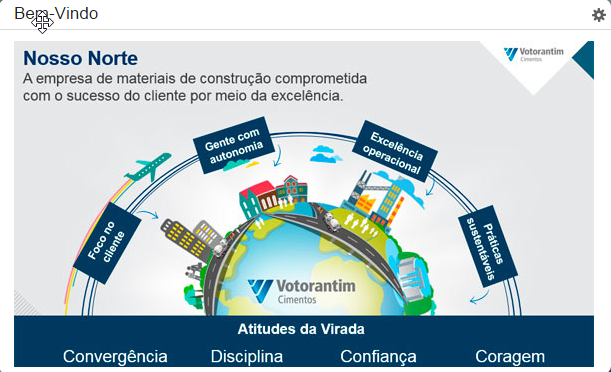 Bem-Vindo
Nosso Norte
A empresa de materiais de construção comprometida
com o sucesso do cliente por meio da excelência.
Votorantim
Cimentos
Gente com
autonomia
Excelência
operacional
Foco no
cliente
Práticas
sustentáveis
Votorantim
Cimentos
Atitudes da Virada
Convergência Disciplina Confiança Coragem